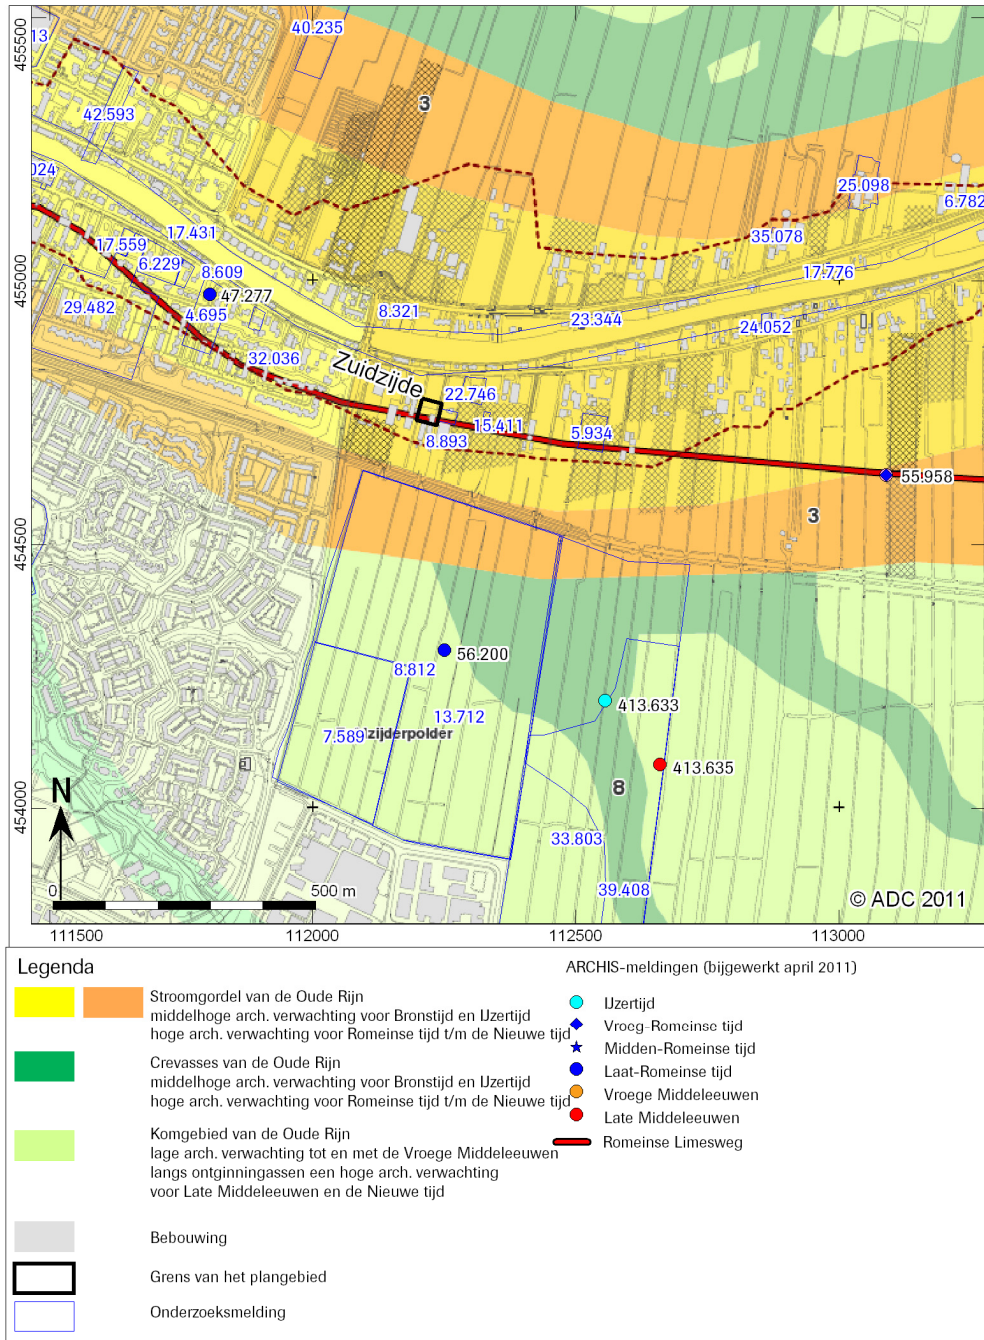 40.235
13
455500
42.593
3
024
25.098
6.782
17.431
35.078
17.559
6.229
8.609
17.776
455000
47.277
29.482
4.695
8.321
23.344
24.052
32.036
Zuidzijde
22.746
15.411
5.934
8.893
55.958
3
454500
56.200
8.812
413.633
13.712
7.589
zijderpolder
413.635
8
N
454000
33.803
0
500 m
39.408
© ADC 2011
111500
112000
112500
113000
Legenda
ARCHIS-meldingen (bijgewerkt april 2011)
Stroomgordel van de Oude Rijn
middelhoge arch. verwachting voor Bronstijd en IJzertijd
hoge arch. verwachting voor Romeinse tijd t/m de Nieuwe tijd
Crevasses van de Oude Rijn
middelhoge arch. verwachting voor Bronstijd en IJzertijd
hoge arch. verwachting voor Romeinse tijd t/m de Nieuwe tijd
Komgebied van de Oude Rijn
lage arch. verwachting tot en met de Vroege Middeleeuwen
langs ontginningassen een hoge arch. verwachting
voor Late Middeleeuwen en de Nieuwe tijd
Bebouwing
Grens van het plangebied
Onderzoeksmelding
IJzertijd
Vroeg-Romeinse tijd
Midden-Romeinse tijd
Laat-Romeinse tijd
Vroege Middeleeuwen
Late Middeleeuwen
Romeinse Limesweg